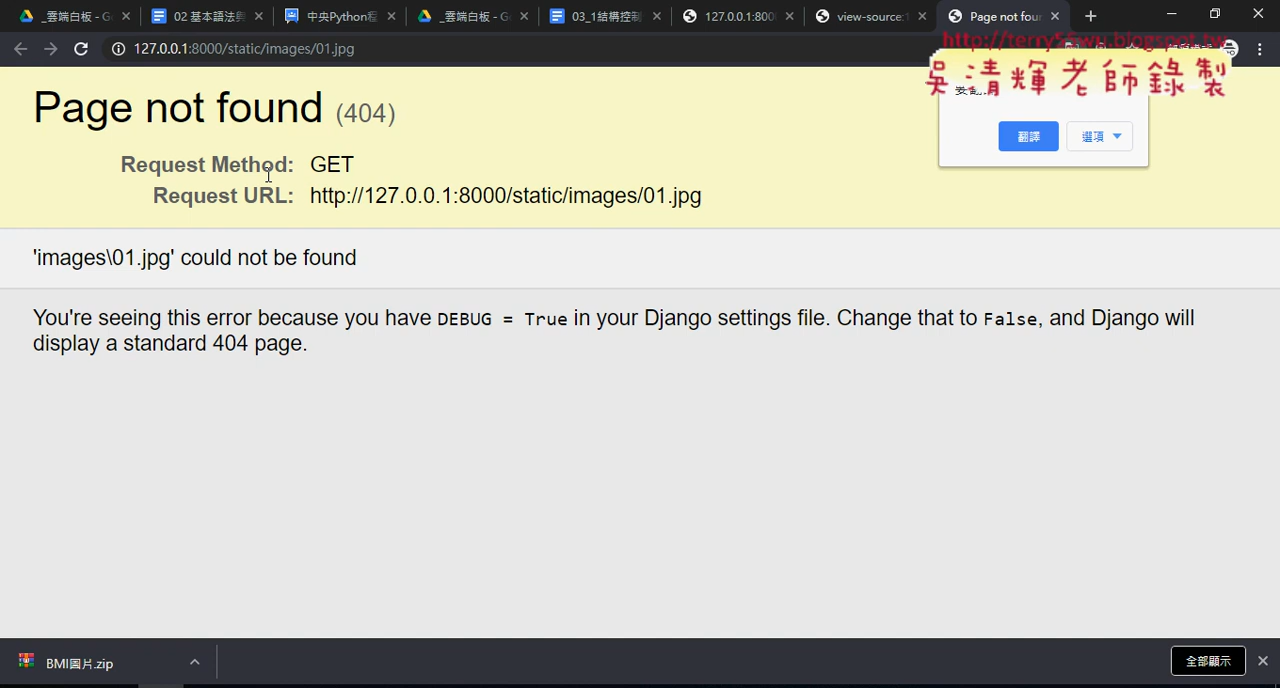 _雲端白板 - G
02 基本語法與
中央Python程
_雲端白板 - G
03_1結構控制
127.0.0.1:800
view-source:
Page not four
127.0.0.1:8000/static/images/01.jpg
http://terry55wu.blogspot.tw
吳清輝老師錄製
翻譯
選項
Page not found (404)
Request Method: GET
Request URL: http://127.0.0.1:8000/static/images/01.jpg
'images\01.jpg' could not be found
You're seeing this error because you have DEBUG = True in your Django settings file. Change that to False, and Django will
display a standard 404 page.
BMI圖片.zip
全部顯示